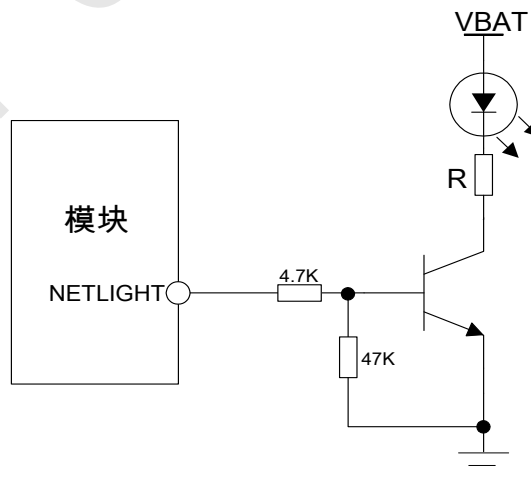 VBAT
R
模块
4.7K
NETLIGHT
47K